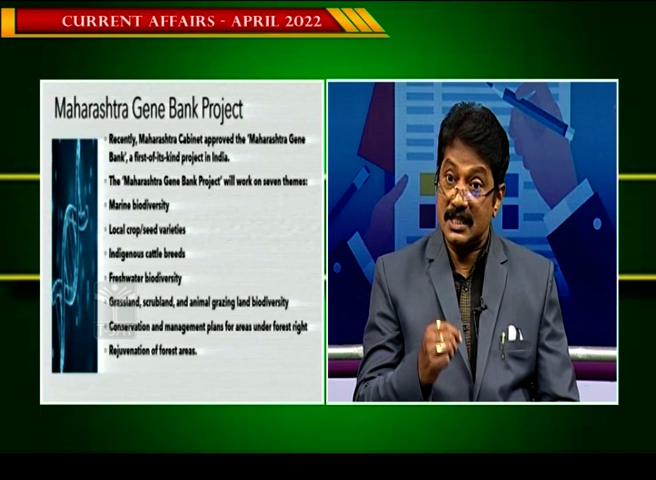 CURRENT AFFAIRS - APRIL 2022
Maharashtra Gene Bank Project
Recently, Maharashtra Cabinet approved the 'Maharashtra Gene
Bank', a first-of-its-kind project in India.
The 'Maharashtra Gene Bank Project' will work on seven themes:
Marine biodiversity
Local crop/seed varieties
Indigenous cattle breeds
Freshwater biodiversity
Grassland, scrubland, and animal grazing land biodiversity
Conservation and management plans for areas under forest right
Rejuvenation of forest areas.